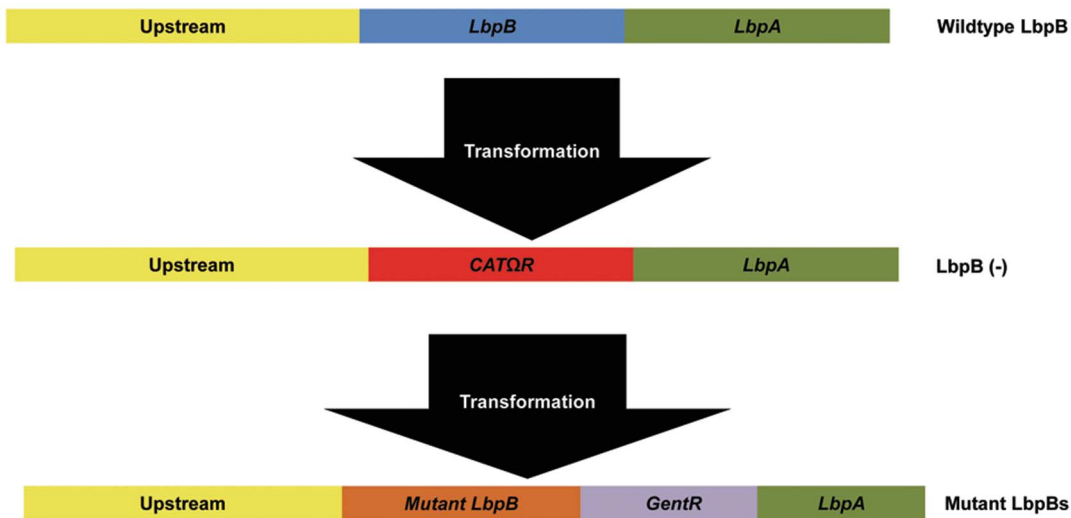 Upstream LbpB LbpA Wildtype LbpB
Transformation
Upstream CATΩR LbpA LbpB (-)
Transformation
Upstream Mutant LbpB GentR LbpA Mutant LbpBs